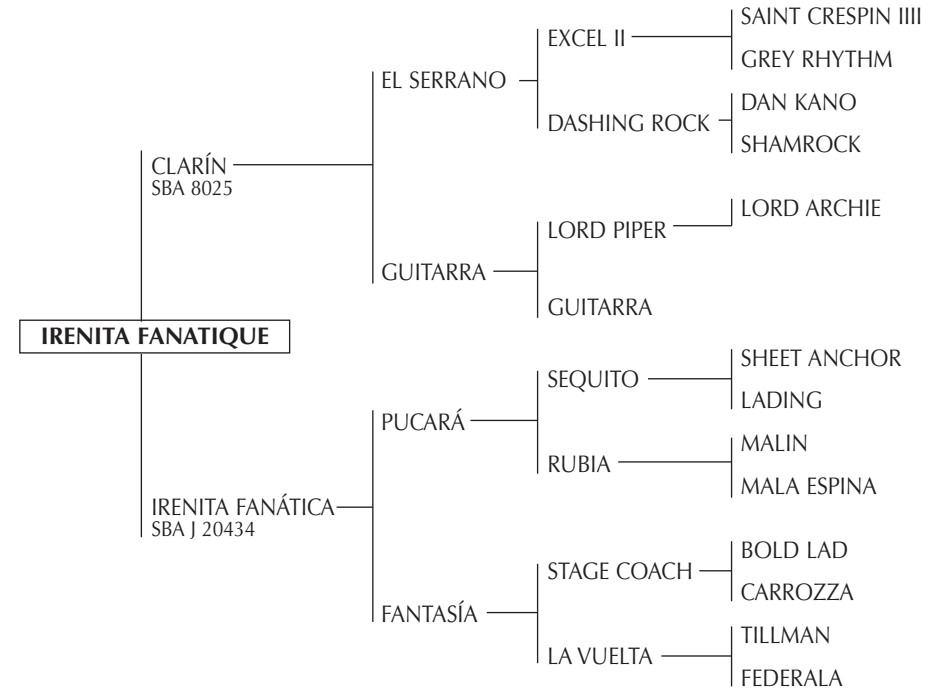 SAINT CRESPIN IIII
EXCEL II
GREY RHYTHM
EL SERRANO
DAN KANO
DASHING ROCK
SHAMROCK
CLARÍN
SBA 8025
LORD ARCHIE
LORD PIPER
GUITARRA
GUITARRA
IRENITA FANATIQUE
SHEET ANCHOR
SEQUITO
LADING
PUCARÁ
MALIN
RUBIA
MALA ESPINA
IRENITA FANÁTICA
SBA J 20434
BOLD LAD
STAGE COACH
CARROZZA
FANTASÍA
TILLMAN
LA VUELTA
FEDERALA